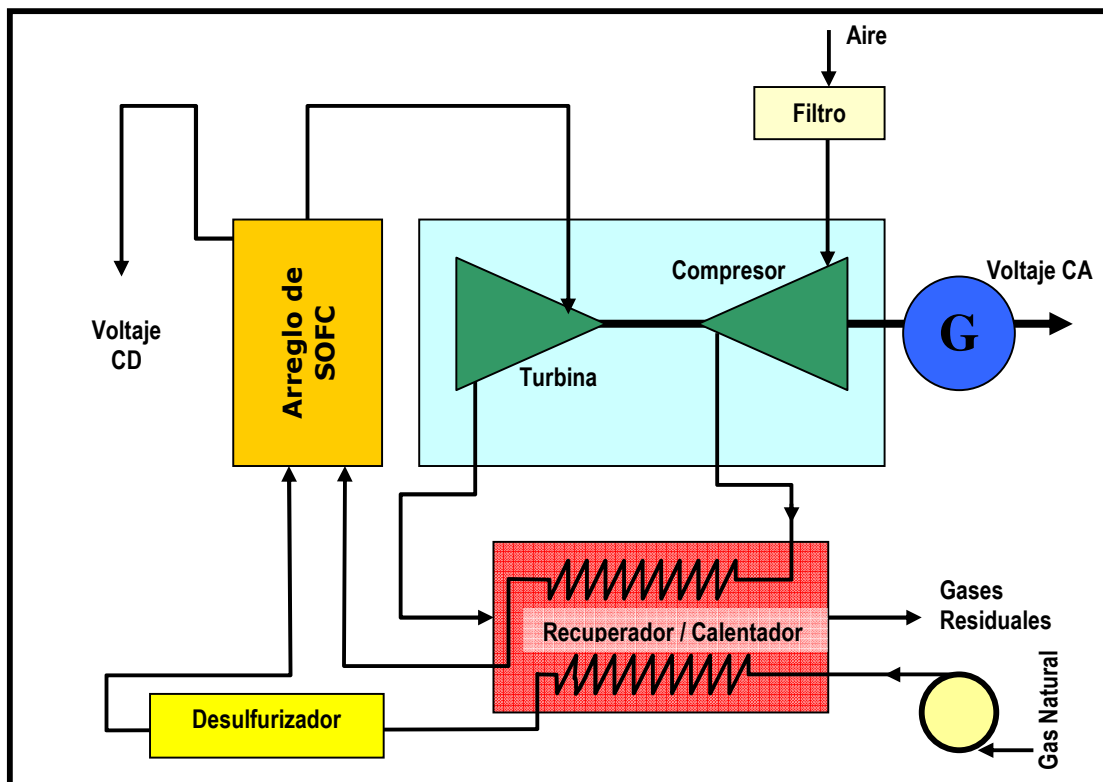 Aire
Filtro
Compresor
Voltaje CA
G
Voltaje
CD
Arreglo de
SOFC
Turbina
Gases
Residuales
Recuperador / Calentador
Desulfurizador
Gas Natural